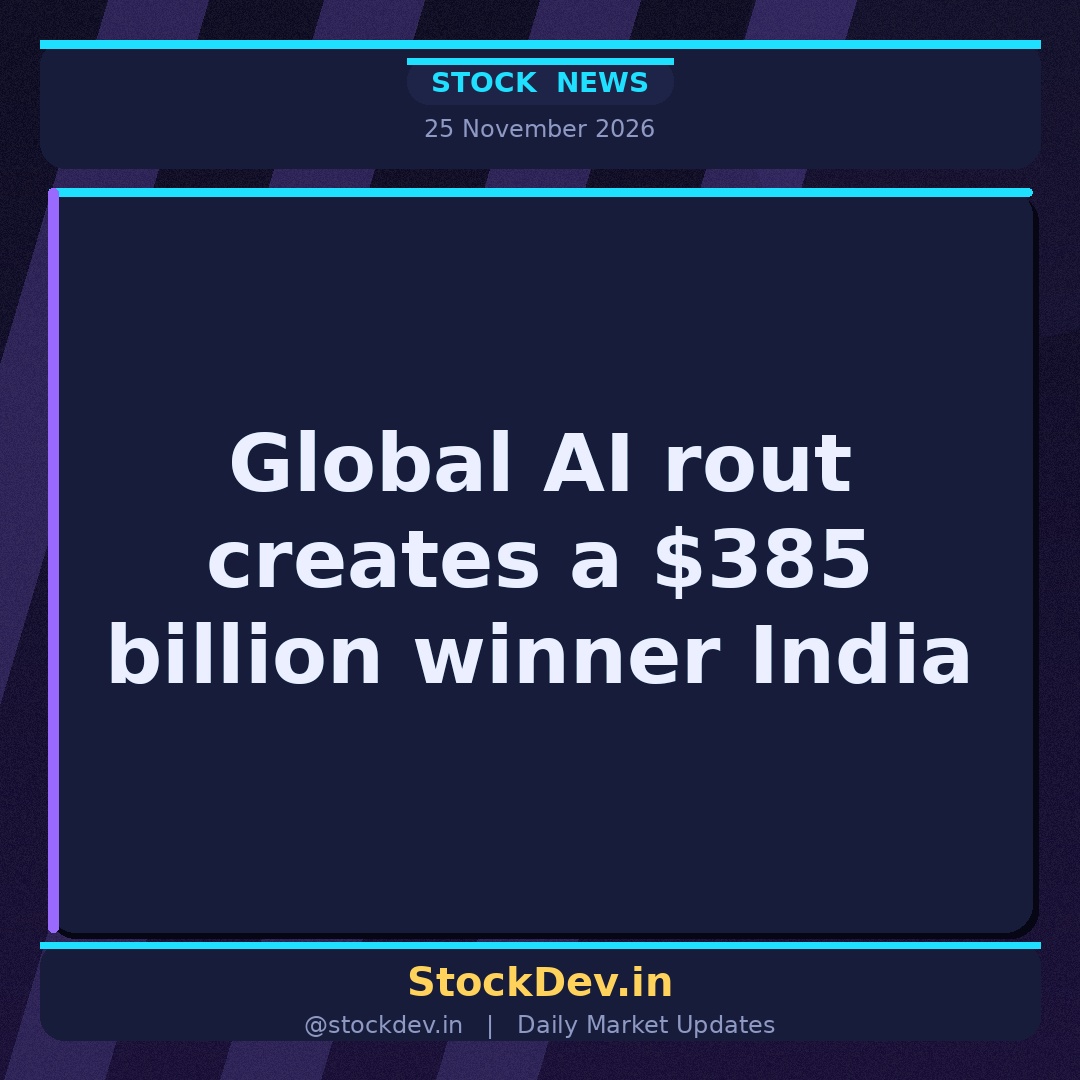 STOCK NEWS
25 November 2026
Global AI rout
creates a $385
billion winner India
StockDev.in
@stockdev.in | Daily Market Updates